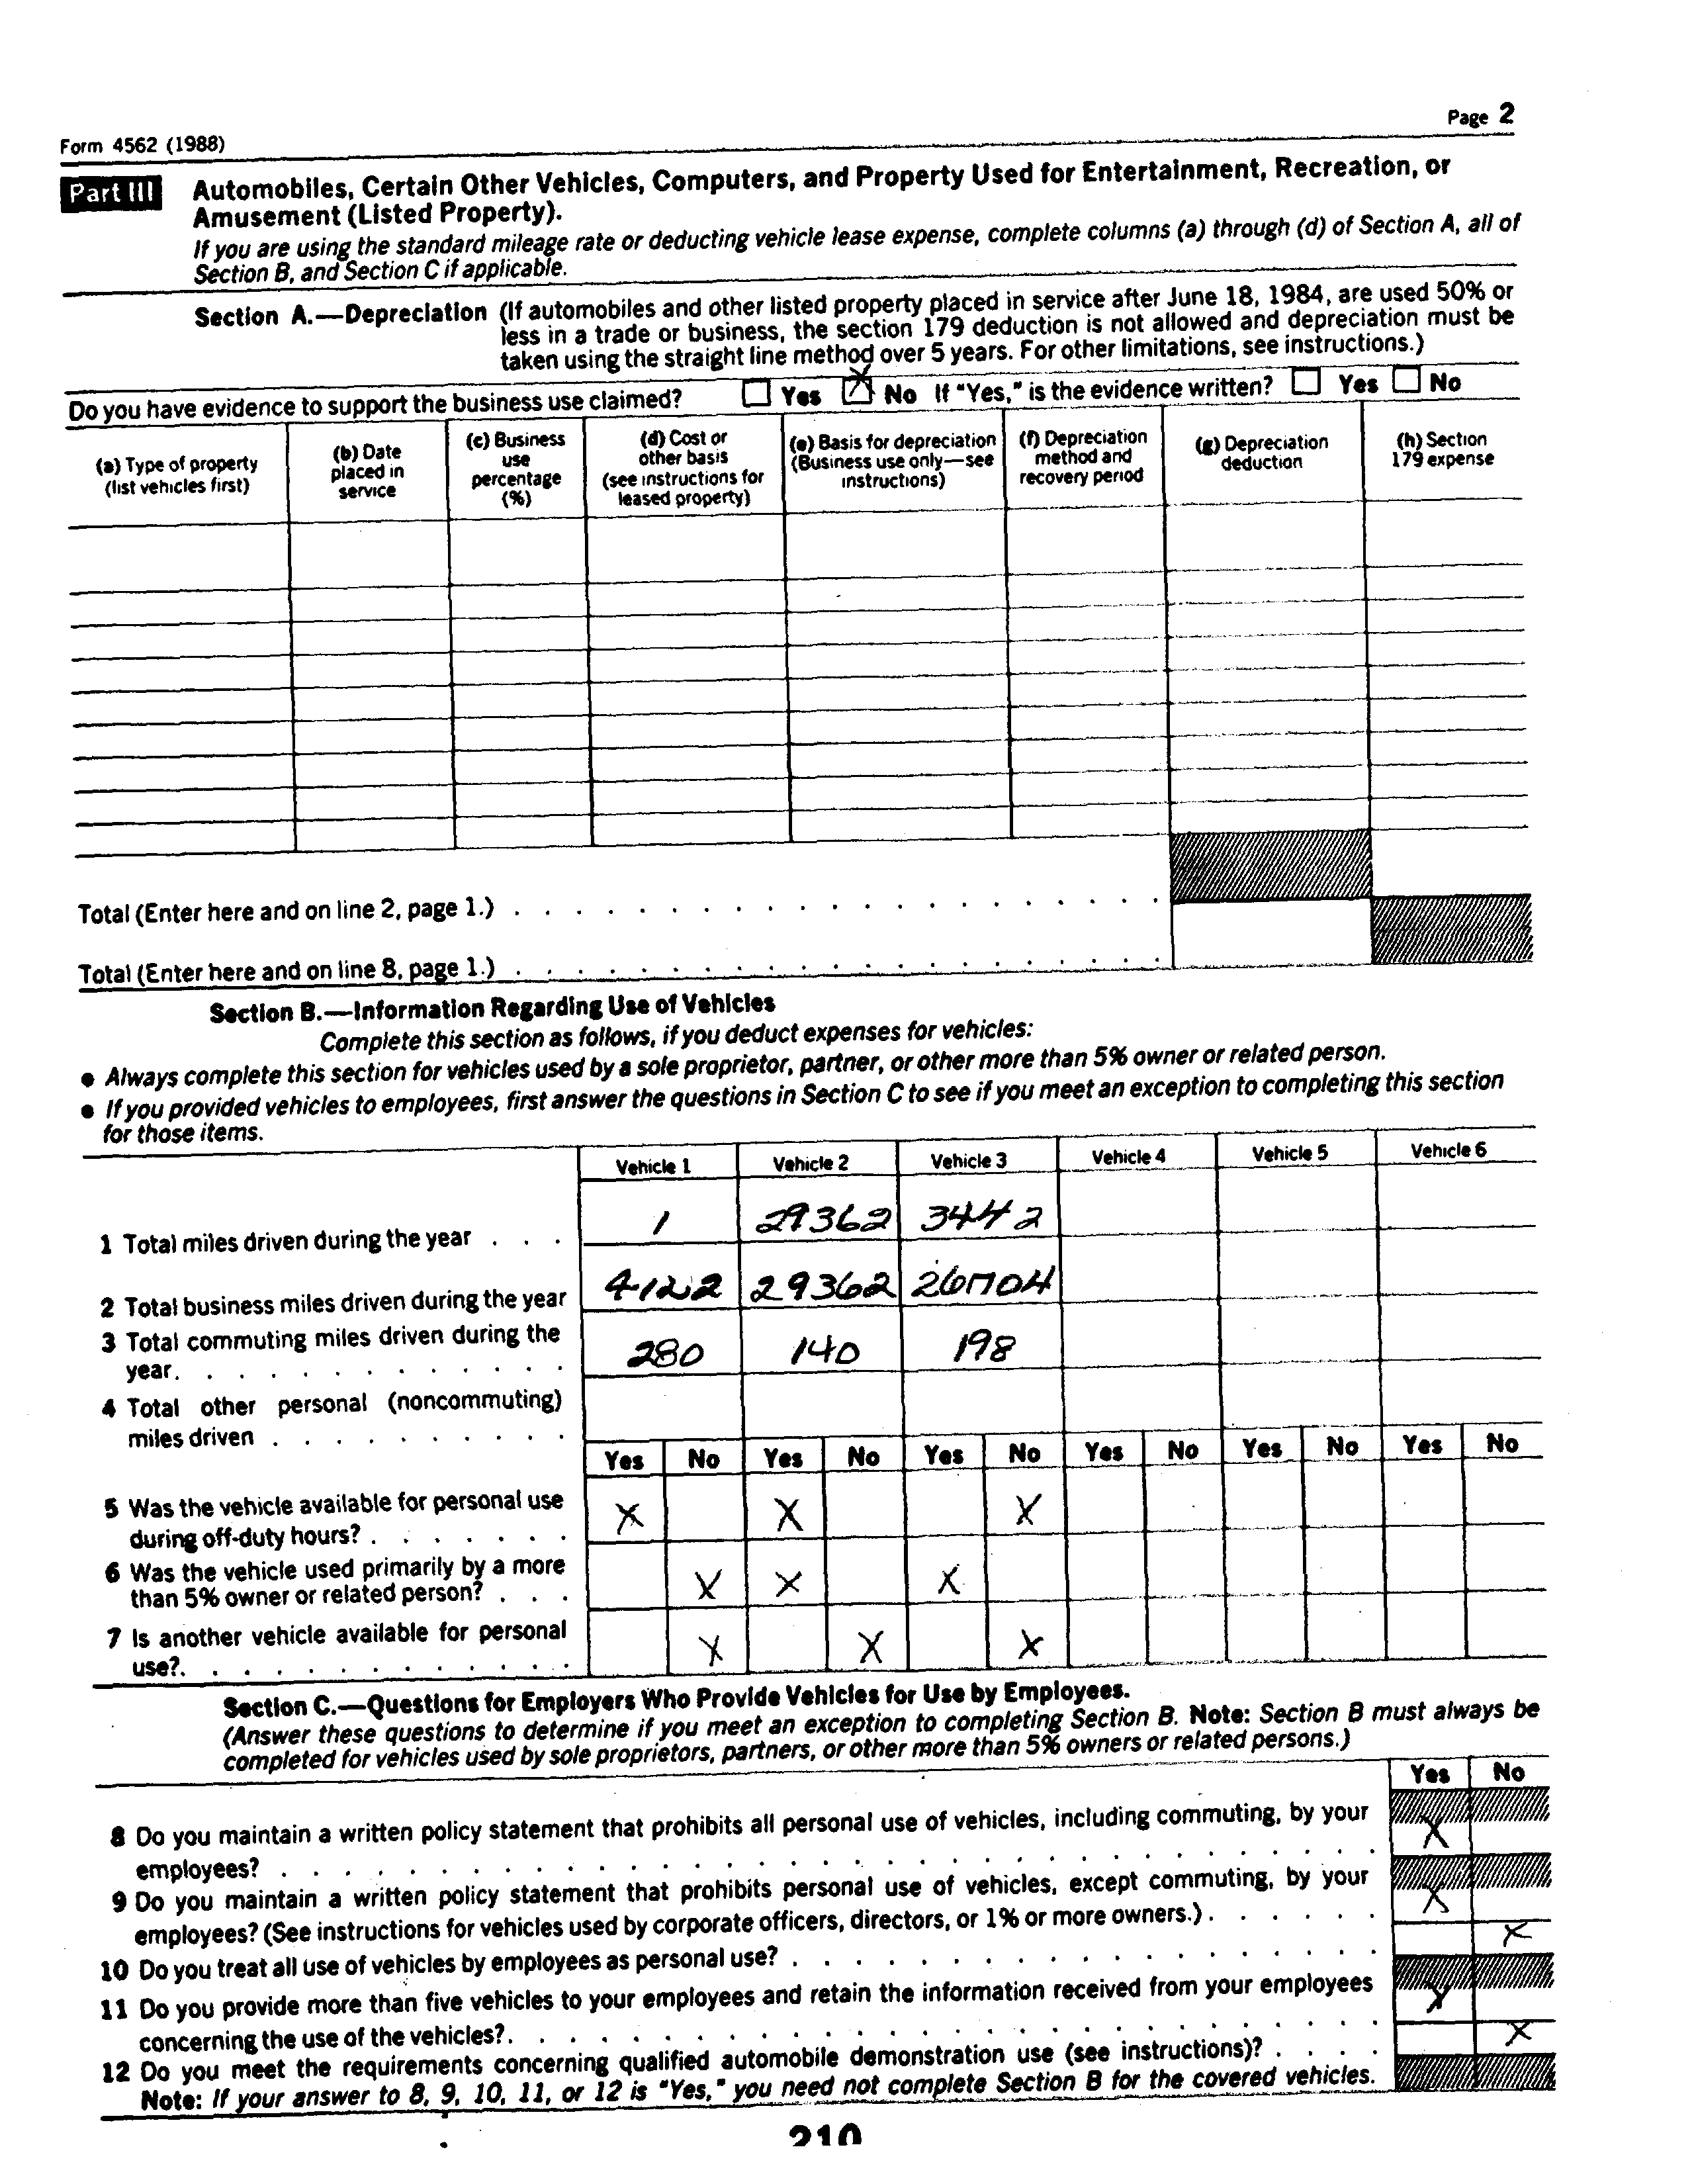 Form 4562 (1988)
Page 2
Part III
Automobiles, Certain Other Vehicles, Computers, and Property Used for Entertainment, Recreation, or
Amusement (Listed Property).
If you are using the standard mileage rate or deducting vehicle lease expense, complete columns (a) through (d) of Section A, all of
Section B, and Section C if applicable.
Section A.—Depreciation (If automobiles and other listed property placed in service after June 18, 1984, are used 50% or
less in a trade or business, the section 179 deduction is not allowed and depreciation must be
taken using the straight line method over 5 years. For other limitations, see instructions.)
Do you have evidence to support the business use claimed? Yes X No If "Yes," is the evidence written? Yes No
(a) Type of property
(list vehicles first)
(b) Date
placed in
service
(c) Business
use
percentage
(%)
(d) Cost or
other basis
(see instructions for
leased property)
(e) Basis for depreciation
(Business use only—see
instructions)
(f) Depreciation
method and
recovery period
(g) Depreciation
deduction
(h) Section
179 expense
Total (Enter here and on line 2, page 1.) . . . . . . . . . . . . . . . . . . . . .
Total (Enter here and on line 8, page 1.) . . . . . . . . . . . . . . . . . . . . .
Section B.—Information Regarding Use of Vehicles
Complete this section as follows, if you deduct expenses for vehicles:
● Always complete this section for vehicles used by a sole proprietor, partner, or other more than 5% owner or related person.
● If you provided vehicles to employees, first answer the questions in Section C to see if you meet an exception to completing this section
for those items.
Vehicle 1 Vehicle 2 Vehicle 3 Vehicle 4 Vehicle 5 Vehicle 6
1 Total miles driven during the year . . . 1 29362 3442
2 Total business miles driven during the year 4122 29362 26704
3 Total commuting miles driven during the
year. . . . . . . . . . . . . 280 140 198
4 Total other personal (noncommuting)
miles driven . . . . . . . . . .
Yes No Yes No Yes No Yes No Yes No Yes No
5 Was the vehicle available for personal use
during off-duty hours? . . . . . . . X X X
6 Was the vehicle used primarily by a more
than 5% owner or related person? . . . X X X
7 Is another vehicle available for personal
use?. . . . . . . . . . . . . X X X
Section C.—Questions for Employers Who Provide Vehicles for Use by Employees.
(Answer these questions to determine if you meet an exception to completing Section B. Note: Section B must always be
completed for vehicles used by sole proprietors, partners, or other more than 5% owners or related persons.)
Yes No
8 Do you maintain a written policy statement that prohibits all personal use of vehicles, including commuting, by your
employees? . . . . . . . . . . . . . . . . . . . . . X
9 Do you maintain a written policy statement that prohibits personal use of vehicles, except commuting, by your
employees? (See instructions for vehicles used by corporate officers, directors, or 1% or more owners.) . . . . . . X
10 Do you treat all use of vehicles by employees as personal use? . . . . . . . . . . . . . . . X
11 Do you provide more than five vehicles to your employees and retain the information received from your employees
concerning the use of the vehicles?. . . . . . . . . . . . . . . . . . . . . X
12 Do you meet the requirements concerning qualified automobile demonstration use (see instructions)? . . . . X
Note: If your answer to 8, 9, 10, 11, or 12 is "Yes," you need not complete Section B for the covered vehicles.
210